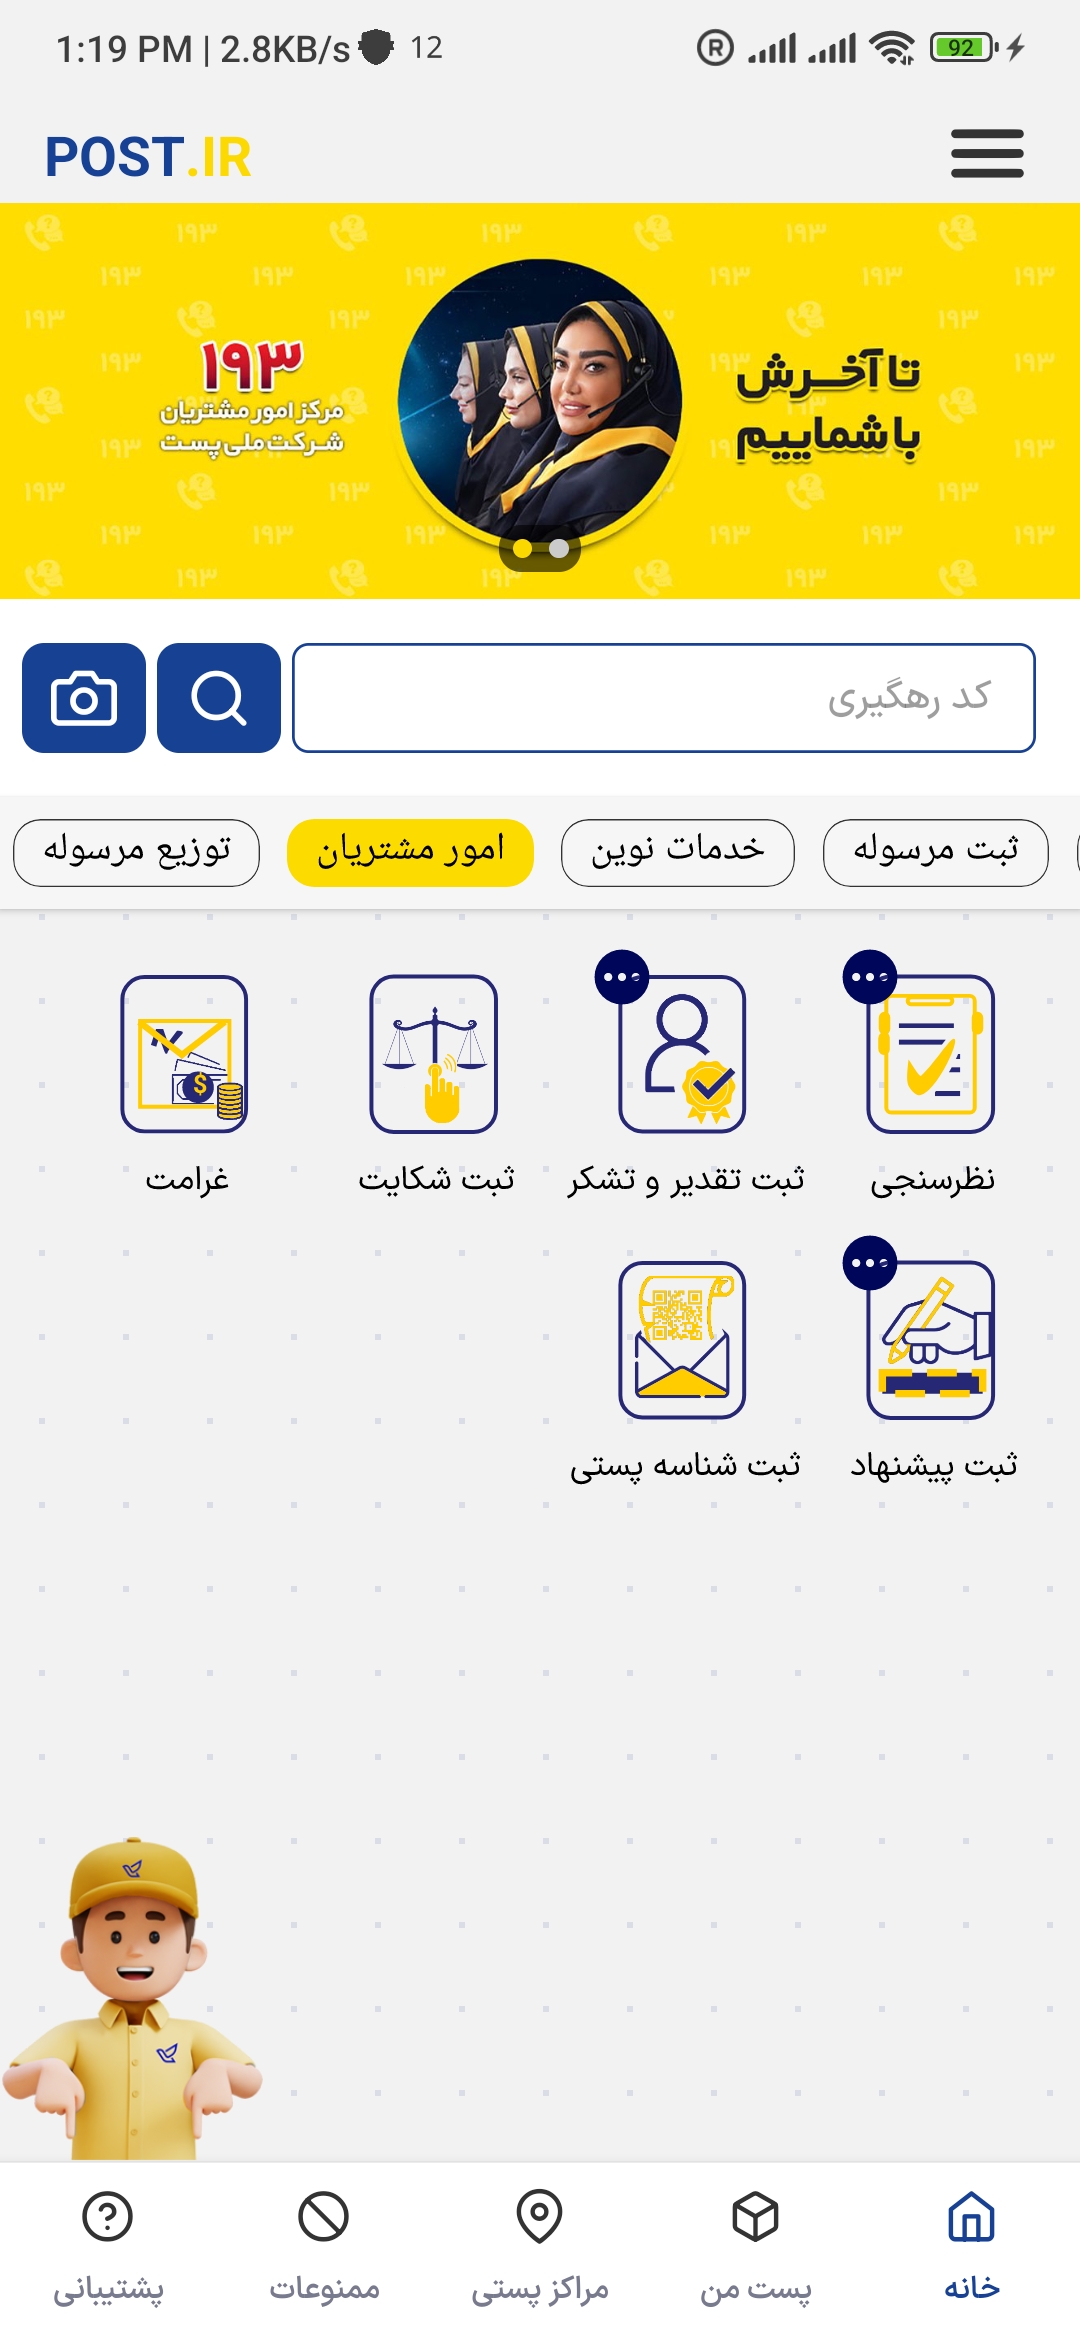 1:19 PM | 2.8KB/s 12
92
POST.IR
تا آخرش
با شماییم
۱۹۳
مرکز امور مشتریان
شرکت ملی پست
کد رهگیری
ثبت مرسوله
خدمات نوین
امور مشتریان
توزیع مرسوله
نظرسنجی
ثبت تقدیر و تشکر
ثبت شکایت
غرامت
ثبت پیشنهاد
ثبت شناسه پستی
خانه
پست من
مراکز پستی
ممنوعات
پشتیبانی